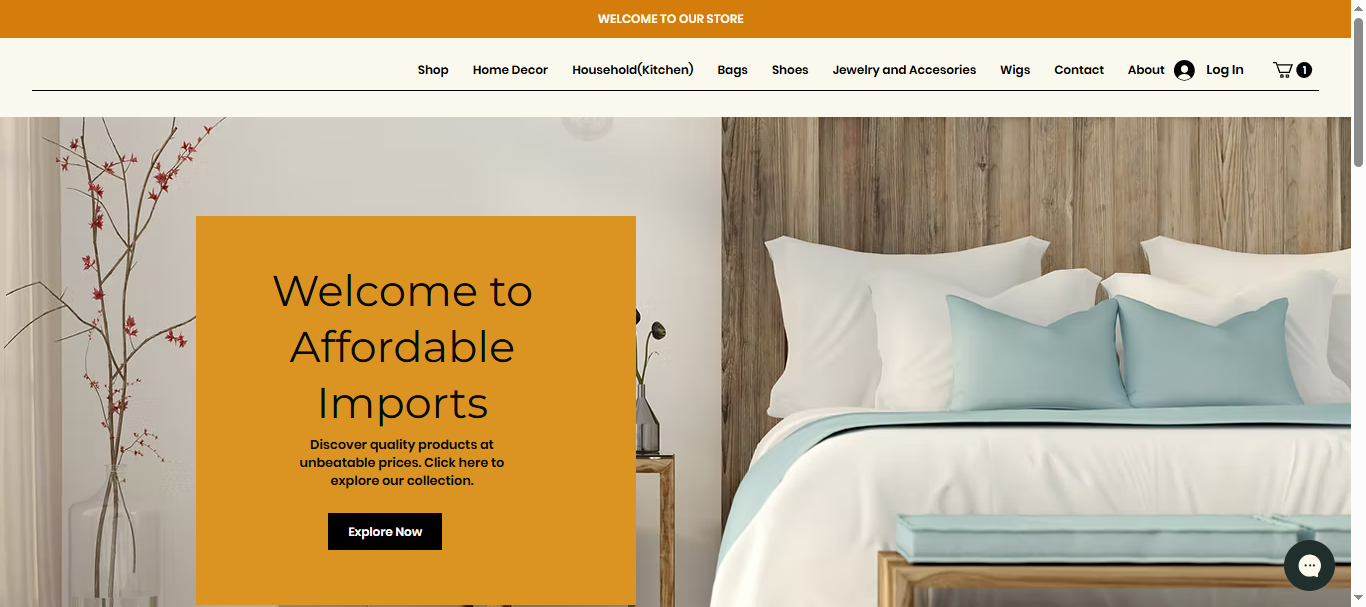 WELCOME TO OUR STORE
Shop Home Decor Household(Kitchen) Bags Shoes Jewelry and Accesories Wigs Contact About Log In 1
Welcome to
Affordable
Imports
Discover quality products at
unbeatable prices. Click here to
explore our collection.
Explore Now